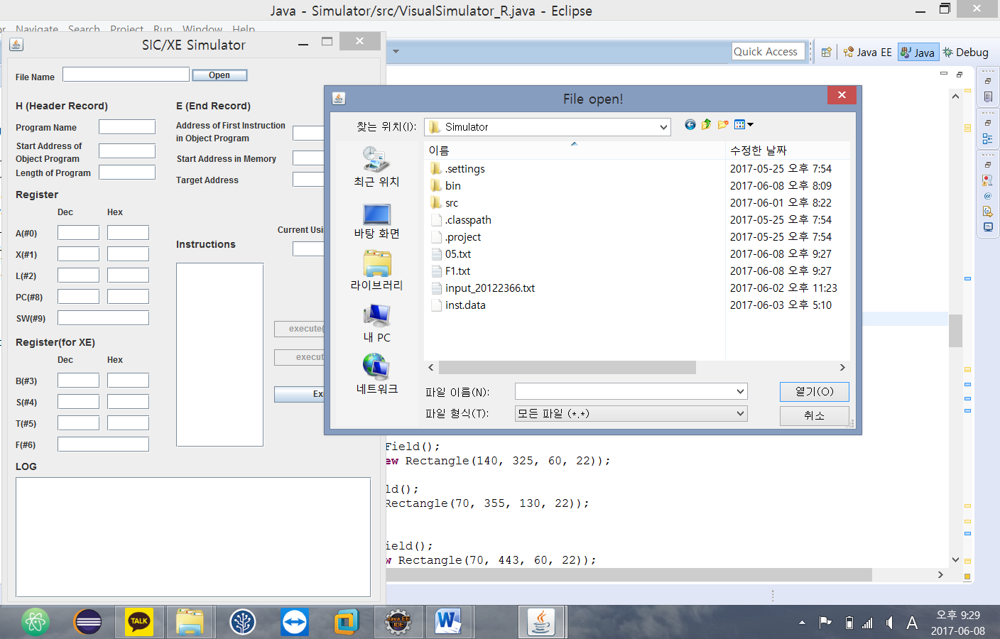 Java - Simulator/src/VisualSimulator_R.java - Eclipse
Navigate Search Project Run Window Help
SIC/XE Simulator
Quick Access
Java EE
Java
Debug
File Name
Open
H (Header Record)
Program Name
Start Address of
Object Program
Length of Program
E (End Record)
Address of First Instruction
in Object Program
Start Address in Memory
Target Address
Register
Dec Hex
A(#0)
X(#1)
L(#2)
PC(#8)
SW(#9)
Register(for XE)
Dec Hex
B(#3)
S(#4)
T(#5)
F(#6)
Current Usi
Instructions
execute(
execut
Ex
LOG
File open!
찾는 위치(I):
Simulator
최근 위치
바탕 화면
라이브러리
내 PC
네트워크
이름 수정한 날짜
.settings 2017-05-25 오후 7:54
bin 2017-06-08 오후 8:09
src 2017-06-01 오후 8:22
.classpath 2017-05-25 오후 7:54
.project 2017-05-25 오후 7:54
05.txt 2017-06-08 오후 9:27
F1.txt 2017-06-08 오후 9:27
input_20122366.txt 2017-06-02 오후 11:23
inst.data 2017-06-03 오후 5:10
파일 이름(N):
열기(O)
파일 형식(T):
모든 파일 (*.*)
취소
Field();
ew Rectangle(140, 325, 60, 22));
ld();
Rectangle(70, 355, 130, 22));
ield();
w Rectangle(70, 443, 60, 22));
TALK
Java EE
IDE
A
오후 9:29
2017-06-08